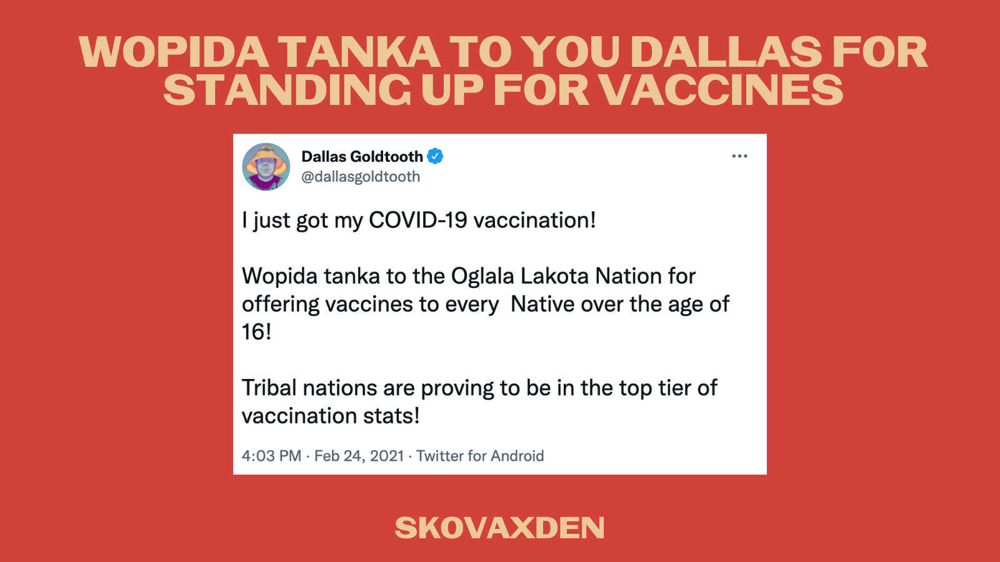 WOPIDA TANKA TO YOU DALLAS FOR
STANDING UP FOR VACCINES
Dallas Goldtooth
@dallasgoldtooth
I just got my COVID-19 vaccination!
Wopida tanka to the Oglala Lakota Nation for
offering vaccines to every  Native over the age of
16!
Tribal nations are proving to be in the top tier of
vaccination stats!
4:03 PM · Feb 24, 2021 · Twitter for Android
SKOVAXDEN